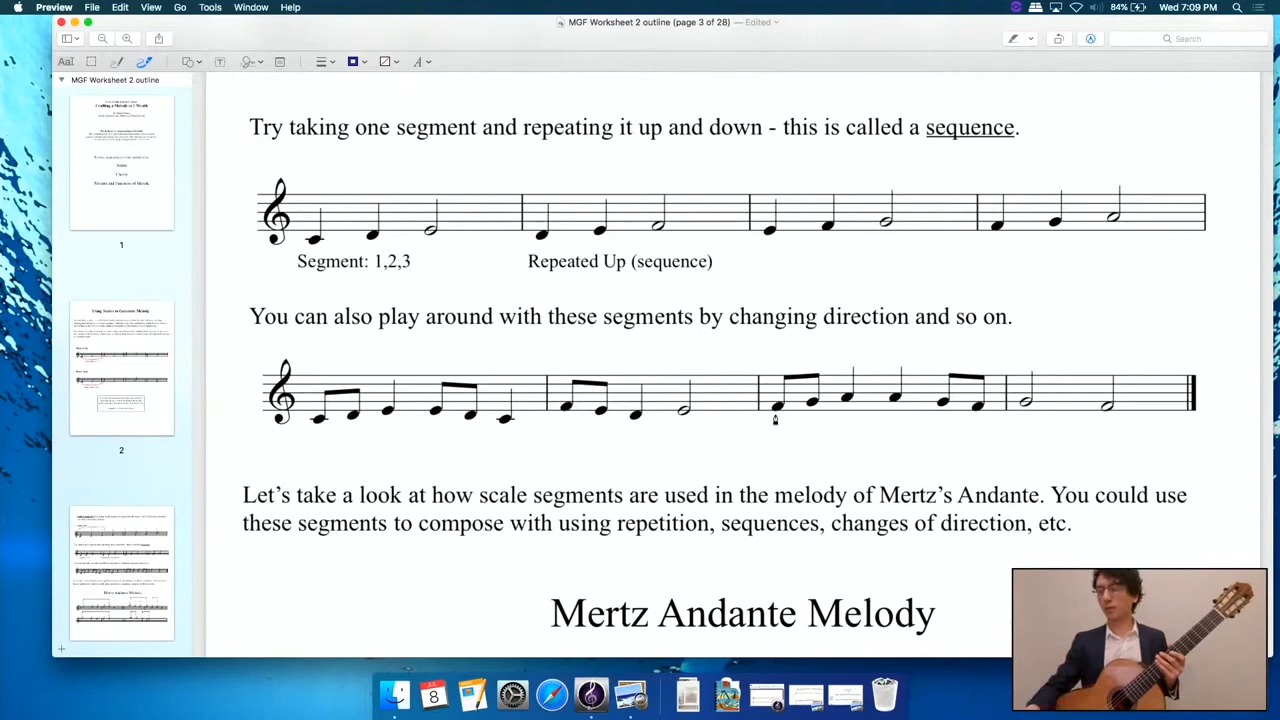 Preview File Edit View Go Tools Window Help 84% Wed 7:09 PM
MGF Worksheet 2 outline (page 3 of 28) — Edited
Search
AaI T A
MGF Worksheet 2 outline
Try taking one segment and repeating it up and down - this is called a sequence.
Segment: 1,2,3 Repeated Up (sequence)
1
You can also play around with these segments by changing direction and so on.
2
Let's take a look at how scale segments are used in the melody of Mertz's Andante. You could use
these segments to compose with using repetition, sequences, changes of direction, etc.
Mertz Andante Melody
8